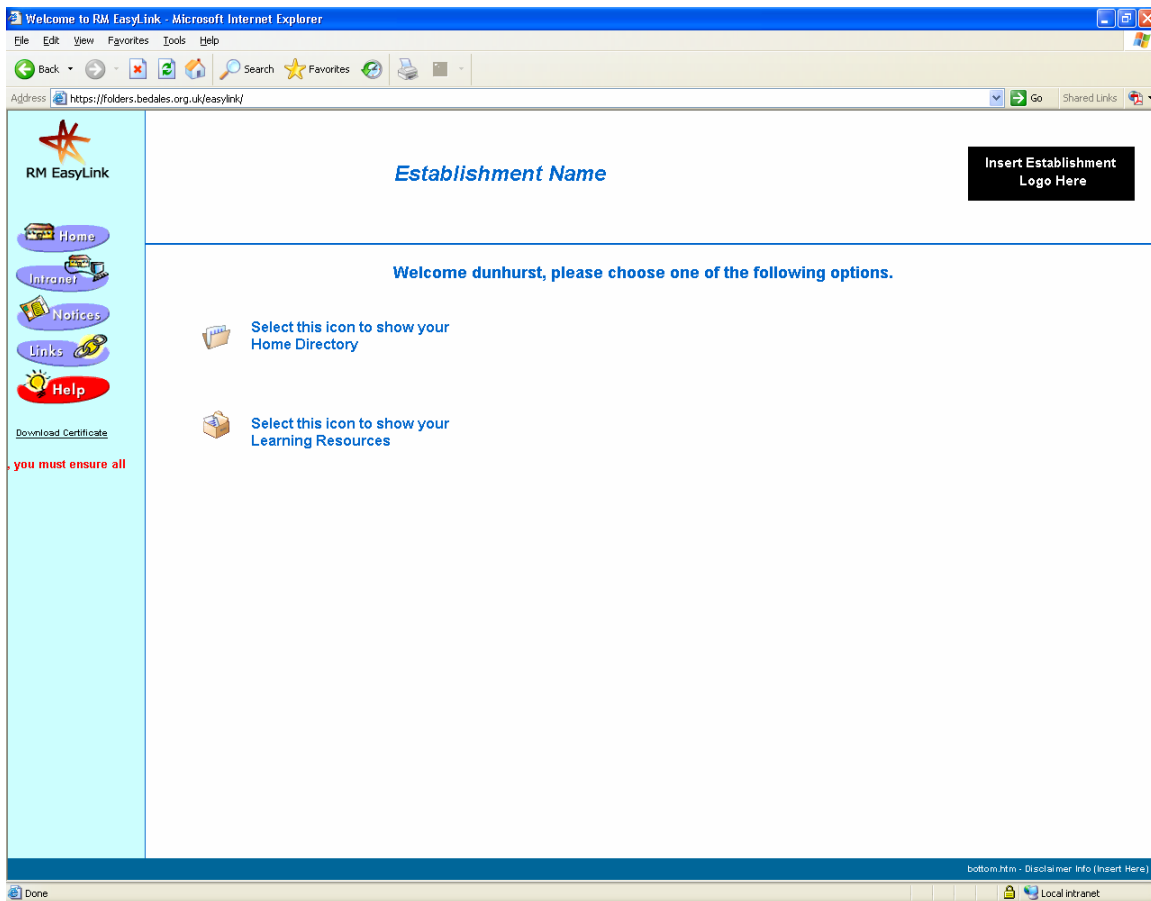 Welcome to RM EasyLink - Microsoft Internet Explorer
File Edit View Favorites Tools Help
Back Search Favorites
Address https://folders.bedales.org.uk/easylink/ Go Shared Links
RM EasyLink
Establishment Name
Insert Establishment
Logo Here
Home
Intranet
Notices
Links
Help
Download Certificate
, you must ensure all
Welcome dunhurst, please choose one of the following options.
Select this icon to show your
Home Directory
Select this icon to show your
Learning Resources
bottom.htm - Disclaimer Info (Insert Here)
Done Local intranet